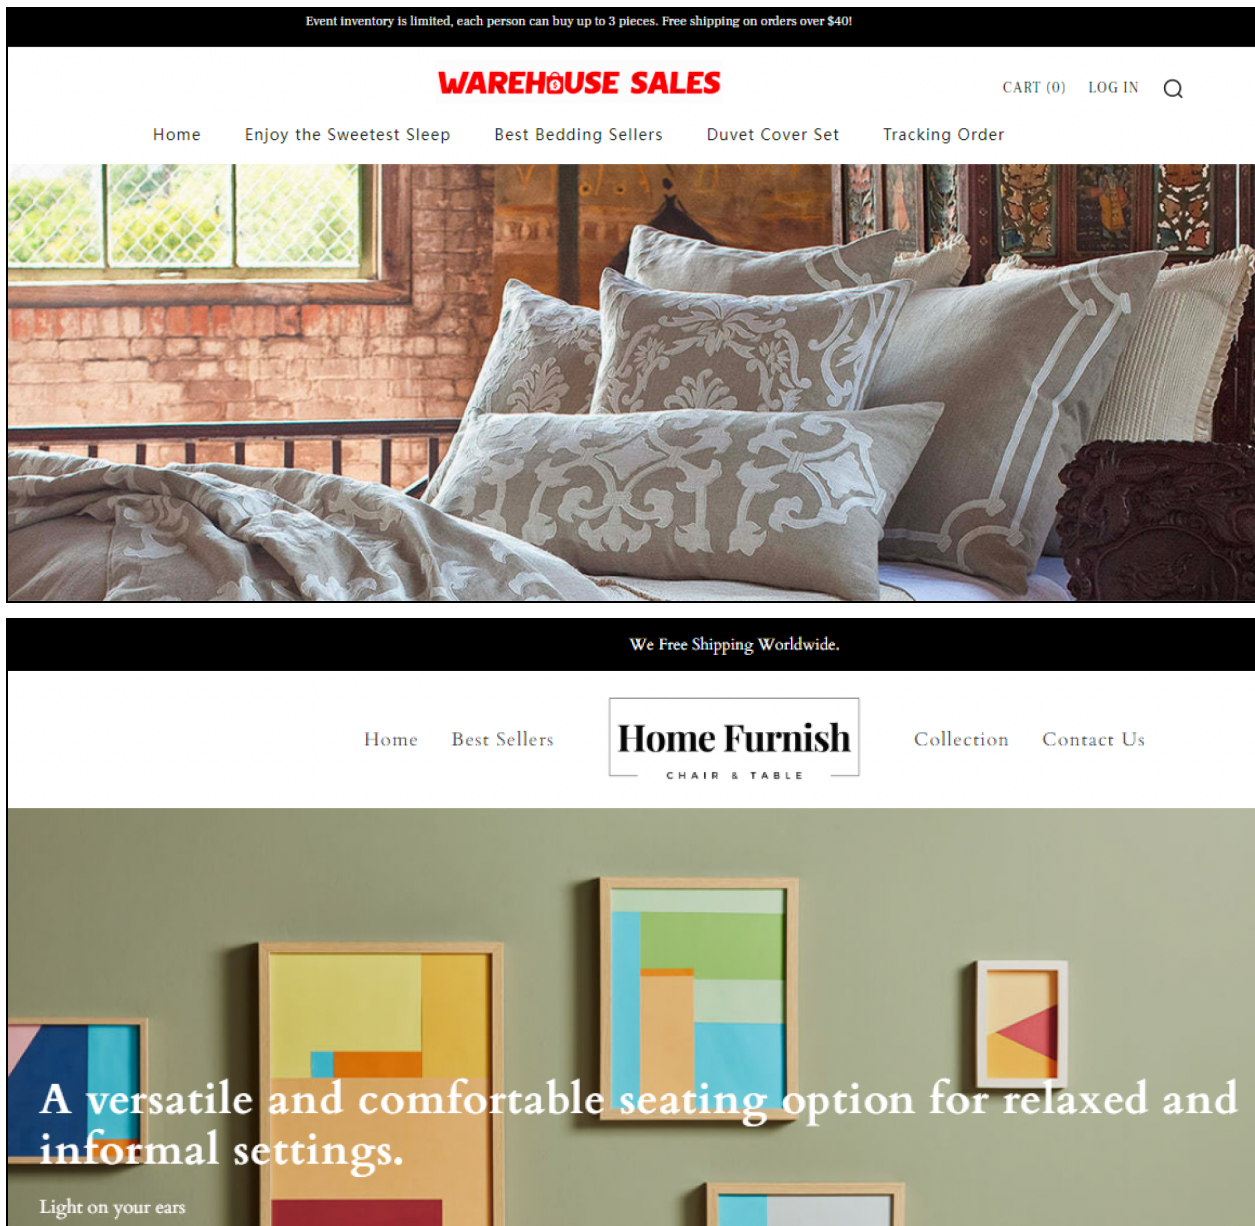 Event inventory is limited, each person can buy up to 3 pieces. Free shipping on orders over $40!
WAREHOUSE SALES
CART (0) LOG IN
Home Enjoy the Sweetest Sleep Best Bedding Sellers Duvet Cover Set Tracking Order
We Free Shipping Worldwide.
Home Best Sellers Home Furnish Collection Contact Us
CHAIR & TABLE
A versatile and comfortable seating option for relaxed and
informal settings.
Light on your ears